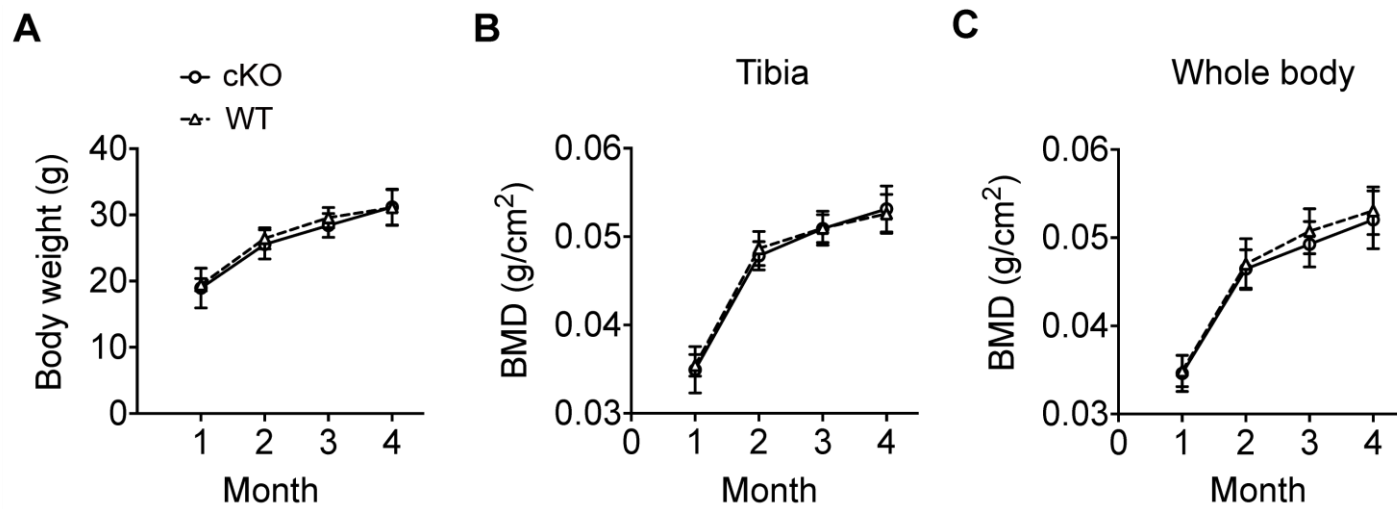 A
cKO
WT
Body weight (g)
40
30
20
10
0
1 2 3 4
Month
B
Tibia
BMD (g/cm²)
0.06
0.05
0.04
0.03
0 1 2 3 4
Month
C
Whole body
BMD (g/cm²)
0.06
0.05
0.04
0.03
0 1 2 3 4
Month